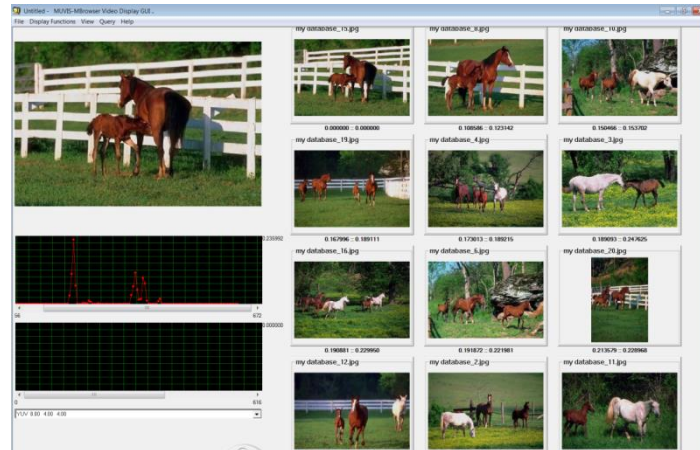 Untitled - MUVIS-MBrowser Video Display GUI..
File Display Functions View Query Help
my database_15.jpg
my database_8.jpg
my database_10.jpg
0.000000 :: 0.000000
0.108586 :: 0.123142
0.150466 :: 0.153702
my database_19.jpg
my database_4.jpg
my database_3.jpg
0.167996 :: 0.189111
0.173013 :: 0.189215
0.189093 :: 0.247625
0.235992
56
672
my database_16.jpg
my database_6.jpg
my database_20.jpg
0.000000
0.190881 :: 0.229950
0.191872 :: 0.221981
0.213579 :: 0.228968
my database_12.jpg
my database_2.jpg
my database_11.jpg
0
616
YUV 8.00 4.00 4.00